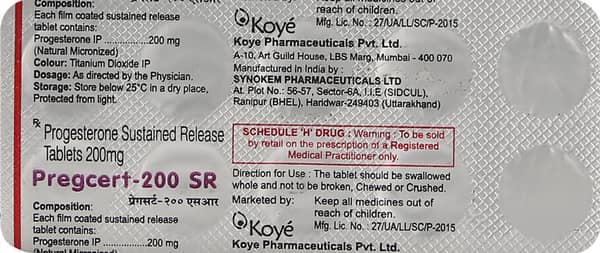 Composition:
Each film coated sustained release
tablet contains:
Progesterone IP ...................200 mg
(Natural Micronized)
Colour: Titanium Dioxide IP
Dosage: As directed by the Physician.
Storage: Store below 25°C in a dry place,
Protected from light.
Rx
Progesterone Sustained Release
Tablets 200mg
Pregcert-200 SR
प्रेगसर्ट-२०० एसआर
Composition:
Each film coated sustained release
tablet contains:
Progesterone IP ...................200 mg
(Natural Micronized)
Koyé
reach of children.
Mfg. Lic. No. : 27/UA/LL/SC/P-2015
Koye Pharmaceuticals Pvt. Ltd.
A-10, Art Guild House, LBS Marg, Mumbai - 400 070
Manufactured in India by :
SYNOKEM PHARMACEUTICALS LTD
At. Plot No.: 56-57, Sector-6A, I.I.E (SIDCUL),
Ranipur (BHEL), Haridwar-249403 (Uttarakhand)
SCHEDULE 'H' DRUG : Warning : To be sold
by retail on the prescription of a Registered
Medical Practitioner only.
Direction for Use : The tablet should be swallowed
whole and not to be broken, Chewed or Crushed.
Marketed by:
Koyé
Keep all medicines out of
reach of children.
Mfg. Lic. No. : 27/UA/LL/SC/P-2015
Koye Pharmaceuticals Pvt. Ltd.